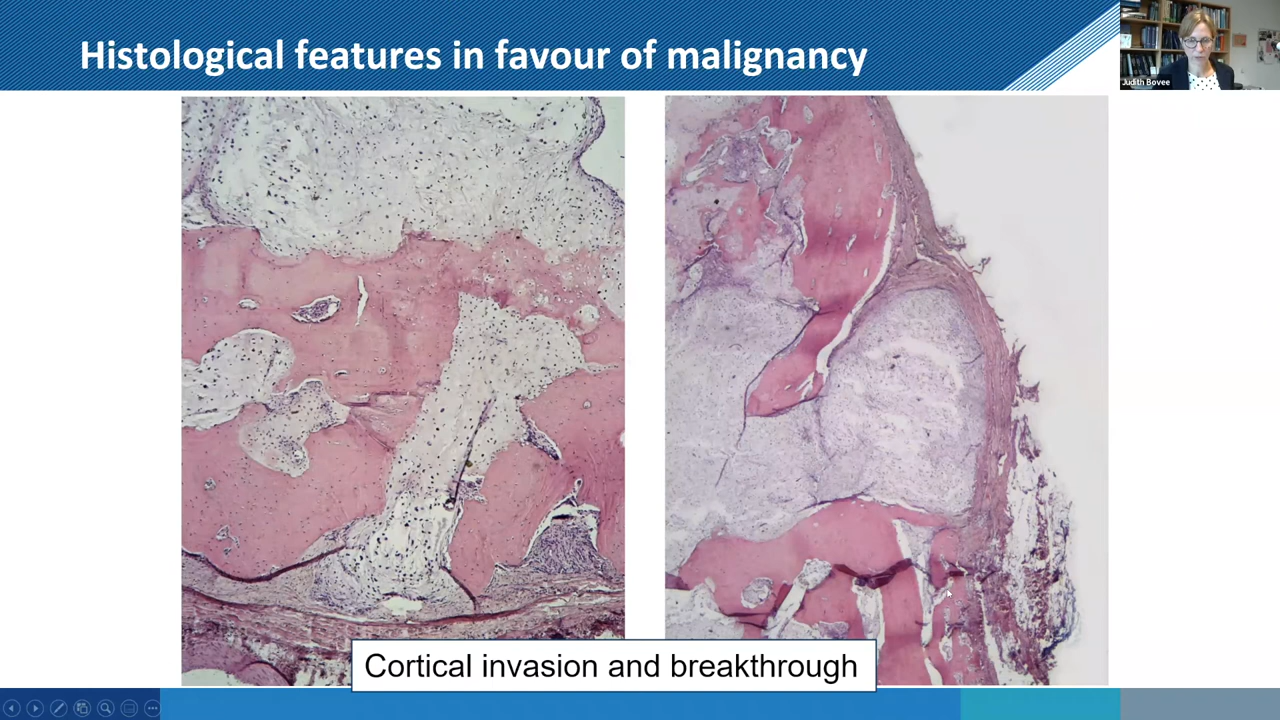 Histological features in favour of malignancy
Judith Bovee
Cortical invasion and breakthrough